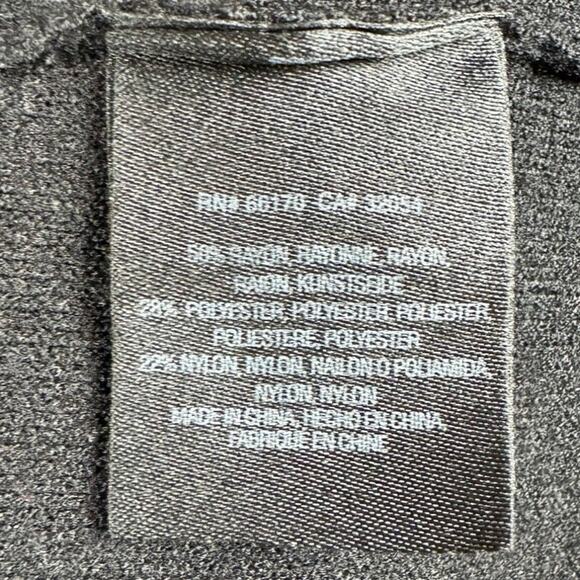 RN# 66170 CA# 32054
50% RAYON, RAYONNE, RAYON,
RAION, KUNSTSEIDE
28% POLYESTER, POLYESTER, POLIESTER,
POLIESTERE, POLYESTER
22% NYLON, NYLON, NAILON O POLIAMIDA,
NYLON, NYLON
MADE IN CHINA, HECHO EN CHINA,
FABRIQUE EN CHINE